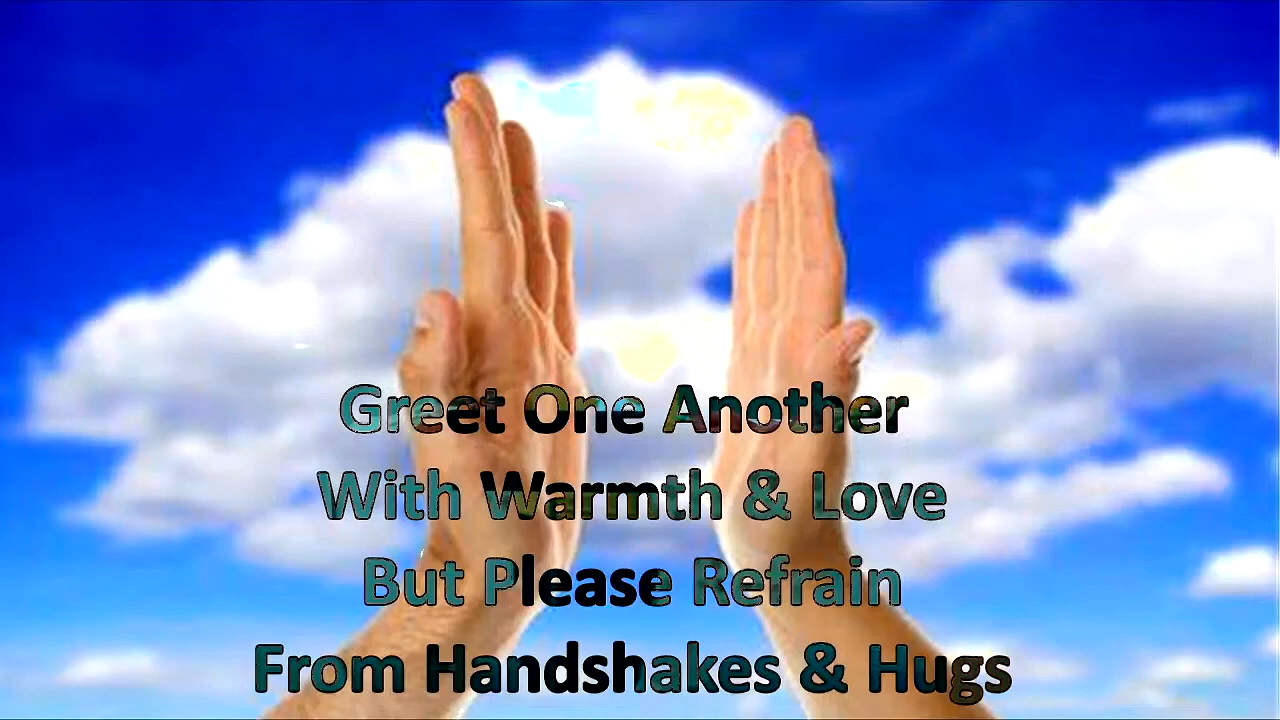 Greet One Another
With Warmth & Love
But Please Refrain
From Handshakes & Hugs